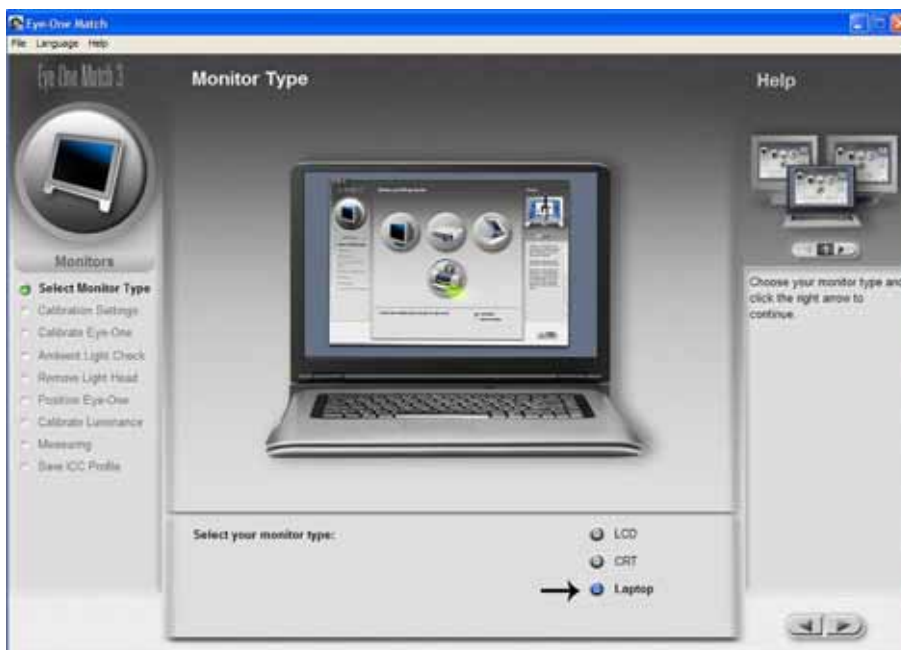 Eye-One Match
File Language Help
Eye One Match 3
Monitor Type
Help
Monitors
Select Monitor Type
Calibration Settings
Calibrate Eye-One
Ambient Light Check
Remove Light Head
Position Eye-One
Calibrate Luminance
Measuring
Save ICC Profile
Choose your monitor type and
click the right arrow to
continue.
Select your monitor type:
LCD
CRT
Laptop